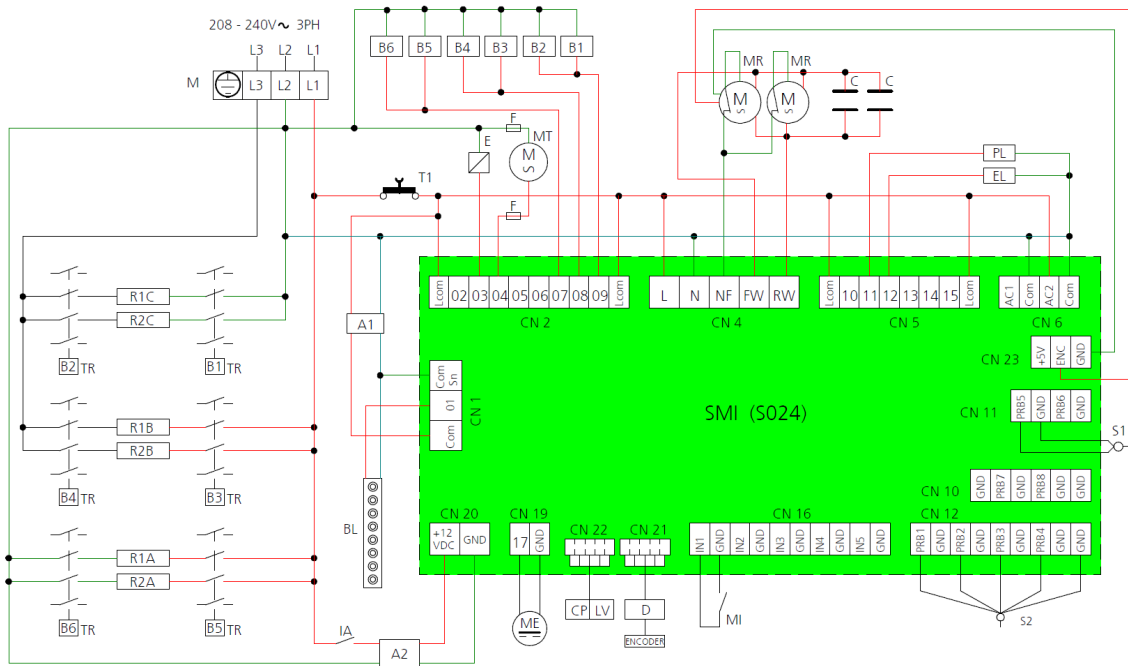 208 - 240V~ 3PH
L3 L2 L1
M L3 L2 L1
B6 B5 B4 B3 B2 B1
F
E
MT
M
S
F
T1
MR MR
M
S
M
S
C C
PL
EL
R1C
R2C
B2 TR B1 TR
R1B
R2B
B4 TR B3 TR
R1A
R2A
B6 TR B5 TR
A1
Lcom 02 03 04 05 06 07 08 09 Lcom
CN 2
L N NF FW RW
CN 4
Lcom 10 11 12 13 14 15 Lcom
CN 5
AC1 Com AC2 Com
CN 6
CN 23
+5V ENC GND
CN 11
PRB5 GND PRB6 GND
S1
Com Sn
01
Com
CN 1
SMI (S024)
CN 10
GND PRB7 GND PRB8 GND GND
CN 12
PRB1 GND PRB2 GND PRB3 GND PRB4 GND GND
S2
BL
CN 20
+12 VDC GND
CN 19
17 GND
CN 22
CN 21
CN 16
IN1 GND IN2 GND IN3 GND IN4 GND IN5 GND
ME
CP LV
D
ENCODER
MI
IA
A2